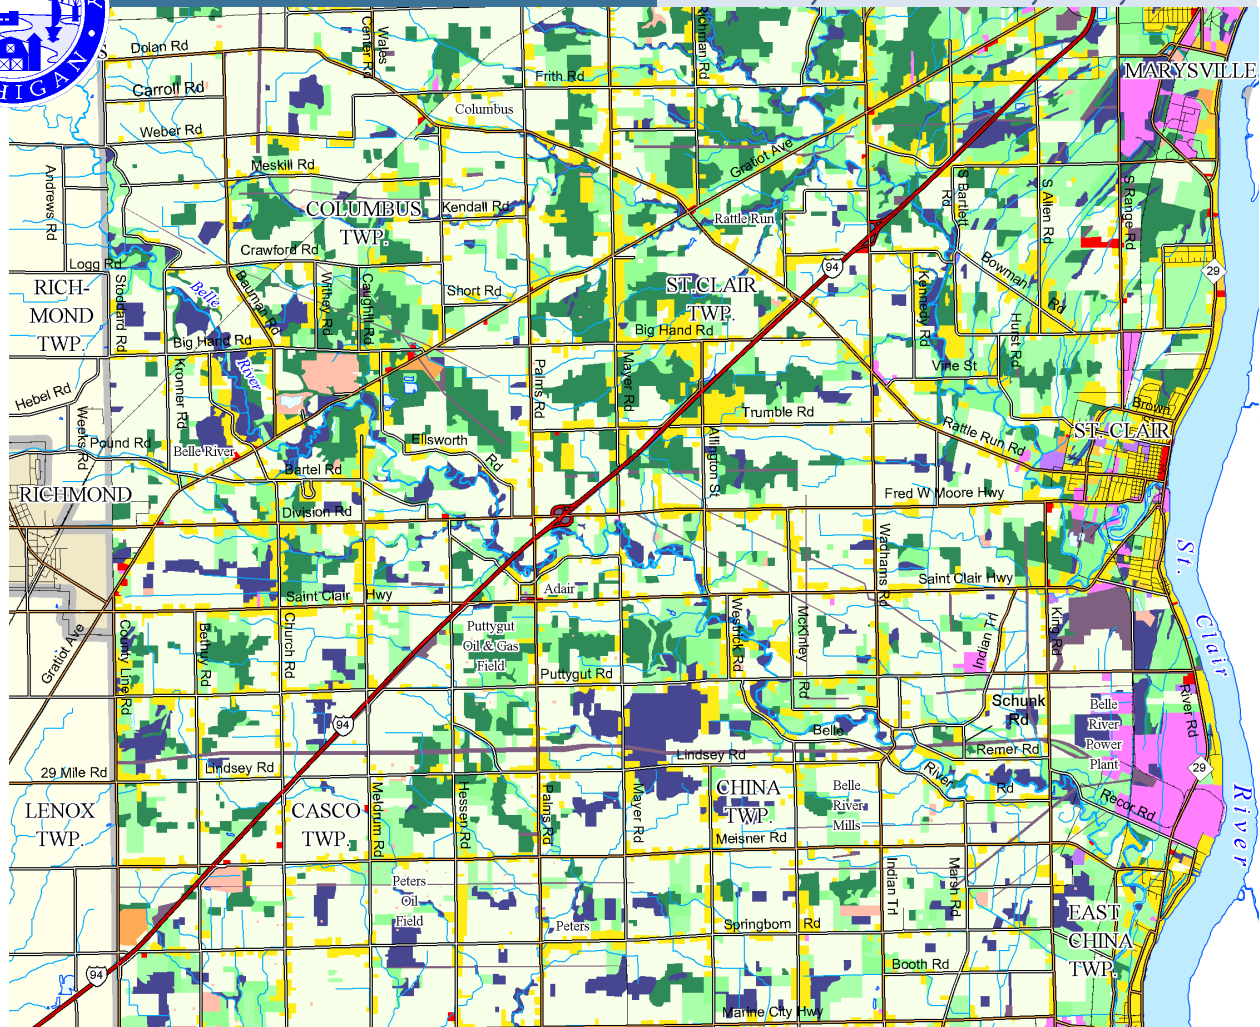 HIGAN
Dolan Rd
Carroll Rd
Weber Rd
Center Rd
Wales
Frith Rd
Richman Rd
MARYSVILLE
Columbus
Meskill Rd
Gratiot Ave
Andrews Rd
COLUMBUS
TWP.
Kendall Rd
Rattle Run
S Bartlett
Rd
S Allen Rd
S Range Rd
Crawford Rd
Logg Rd
Stoddard Rd
RICH-
MOND
TWP.
Belle
River
Bauman Rd
Withey Rd
Caughill Rd
Short Rd
ST.CLAIR
TWP.
94
Kennedy Rd
Bowman
Rd
29
Big Hand Rd
Big Hand Rd
Hurst Rd
Vine St
Hebel Rd
Weeks Rd
Kronner Rd
Palms Rd
Mayer Rd
Trumble Rd
Brown
ST. CLAIR
Rattle Run Rd
Pound Rd
Belle River
Ellsworth
Rd
Bartel Rd
Allington St
RICHMOND
Division Rd
Fred W Moore Hwy
Wadhams Rd
Saint Clair Hwy
Saint Clair Hwy
Adair
St.
Clair
River
Gratiot Ave
County Line Rd
Bethuy Rd
Church Rd
Puttygut
Oil & Gas
Field
Puttygut Rd
Westrick Rd
McKinley
Rd
Indian Trl
King Rd
Schunk
Rd
Belle
River
Power
Plant
River Rd
94
Belle
River
Rd
Remer Rd
Lindsey Rd
29 Mile Rd
Lindsey Rd
29
LENOX
TWP.
CASCO
TWP.
Meldrum Rd
Hessen Rd
Palms Rd
Mayer Rd
CHINA
TWP.
Belle
River
Mills
Recor Rd
Meisner Rd
Peters
Oil
Field
Peters
Indian Trl
Marsh Rd
EAST
CHINA
TWP.
Springborn Rd
Booth Rd
94
Marine City Hwy